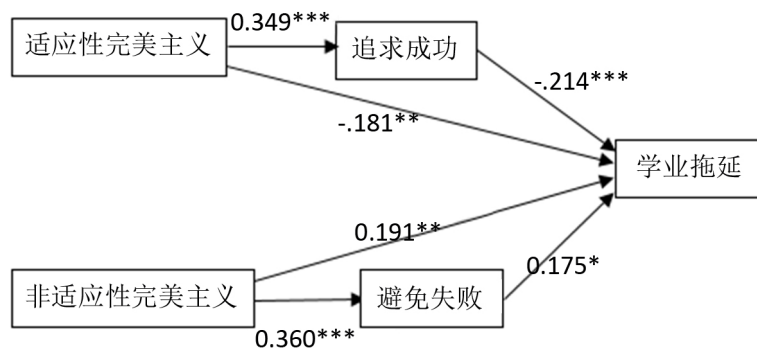 0.349***
适应性完美主义
追求成功
-.214***
-.181**
学业拖延
0.191**
0.175*
非适应性完美主义
避免失败
0.360***